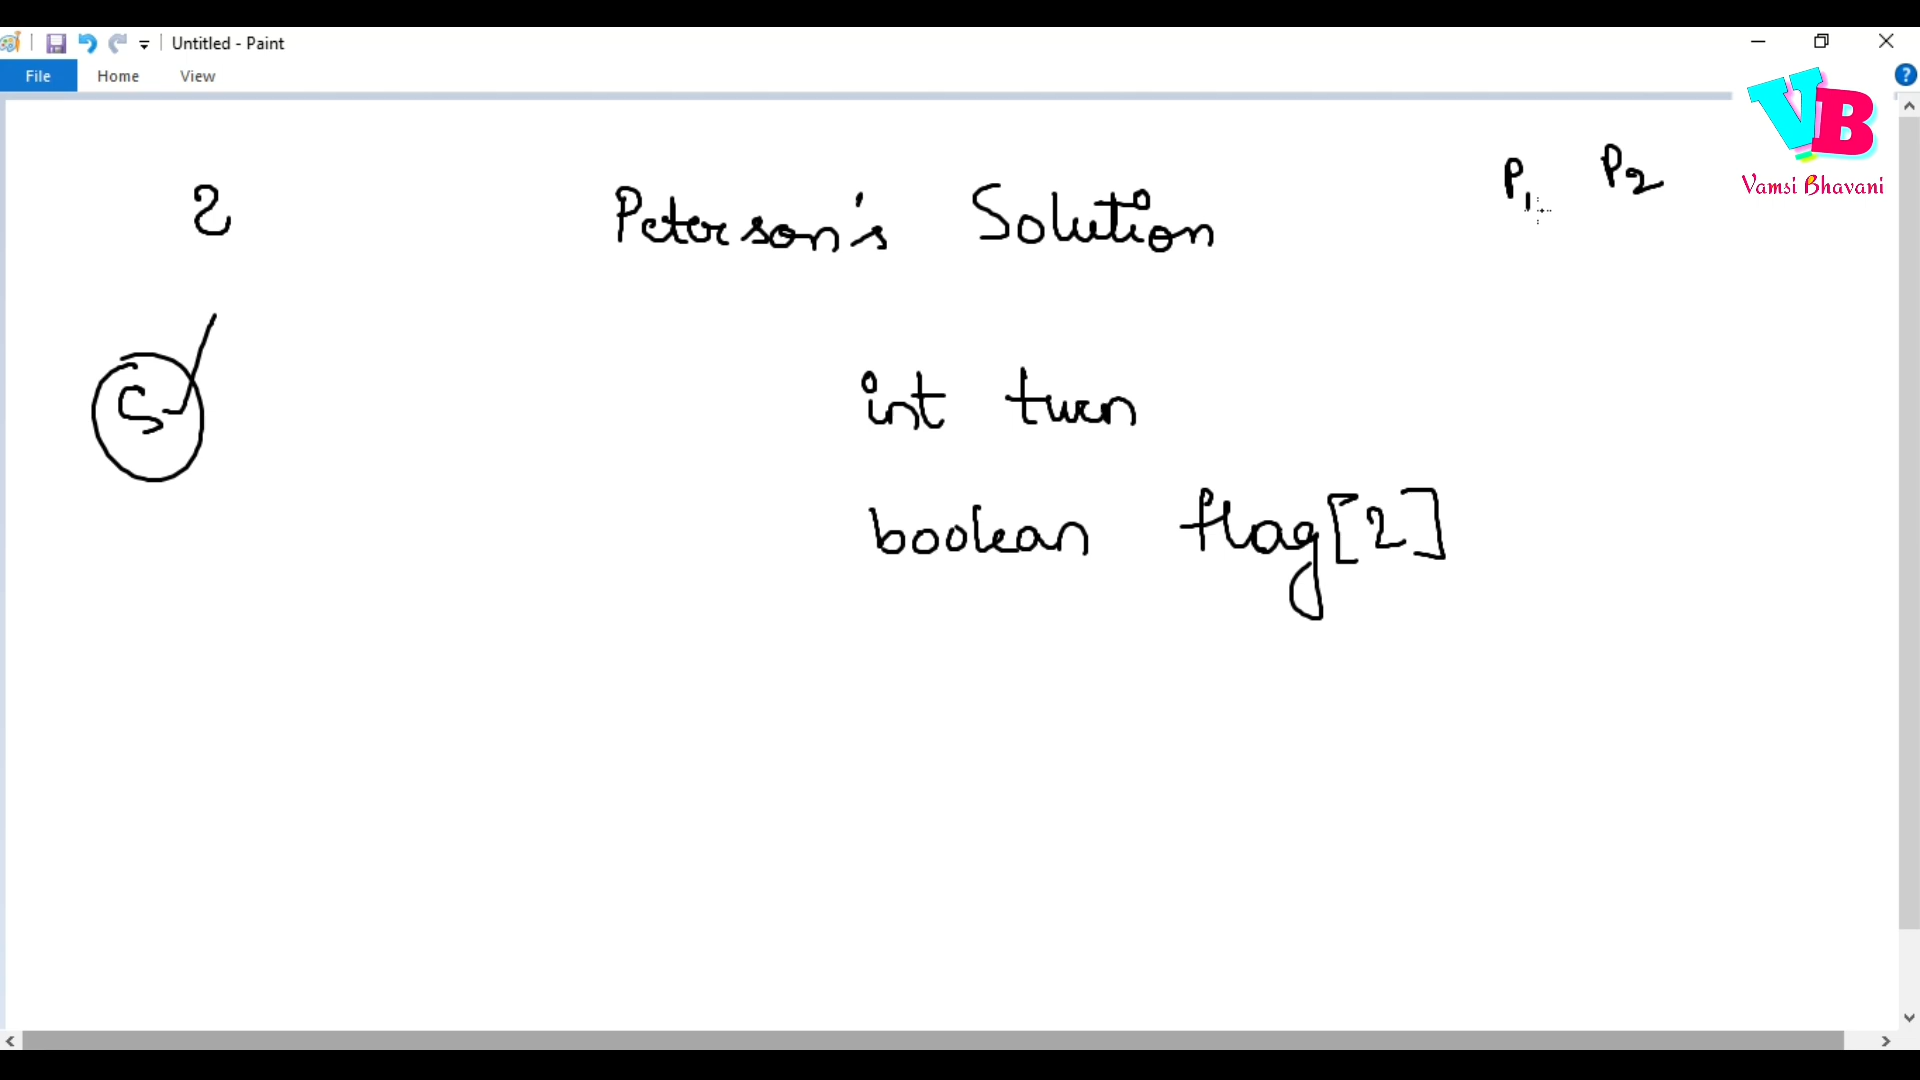 Untitled - Paint
File Home View
VB
Vamsi Bhavani
P1 P2
2 Peterson's Solution
S
int turn
boolean flag[2]